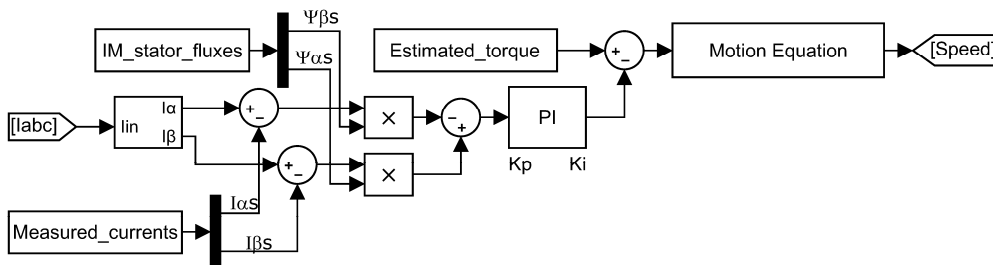 Ψβs
IM_stator_fluxes
Ψαs
Estimated_torque
+
−
Motion Equation
[Speed]
[Iabc]
Iin
Iα
Iβ
+
−
×
−
+
PI
Kp
Ki
+
−
×
Iαs
Measured_currents
Iβs